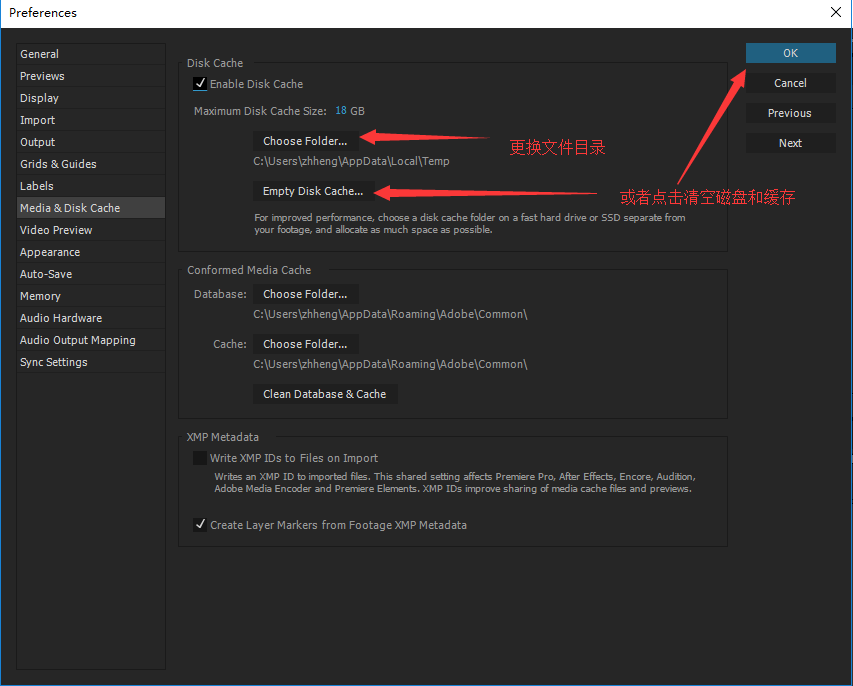 Preferences
General
Previews
Display
Import
Output
Grids & Guides
Labels
Media & Disk Cache
Video Preview
Appearance
Auto-Save
Memory
Audio Hardware
Audio Output Mapping
Sync Settings
Disk Cache
Enable Disk Cache
Maximum Disk Cache Size: 18 GB
Choose Folder...
更换文件目录
C:\Users\zhheng\AppData\Local\Temp
Empty Disk Cache...
或者点击清空磁盘和缓存
For improved performance, choose a disk cache folder on a fast hard drive or SSD separate from
your footage, and allocate as much space as possible.
Conformed Media Cache
Database: Choose Folder...
C:\Users\zhheng\AppData\Roaming\Adobe\Common\
Cache: Choose Folder...
C:\Users\zhheng\AppData\Roaming\Adobe\Common\
Clean Database & Cache
XMP Metadata
Write XMP IDs to Files on Import
Writes an XMP ID to imported files. This shared setting affects Premiere Pro, After Effects, Encore, Audition,
Adobe Media Encoder and Premiere Elements. XMP IDs improve sharing of media cache files and previews.
Create Layer Markers from Footage XMP Metadata
OK
Cancel
Previous
Next